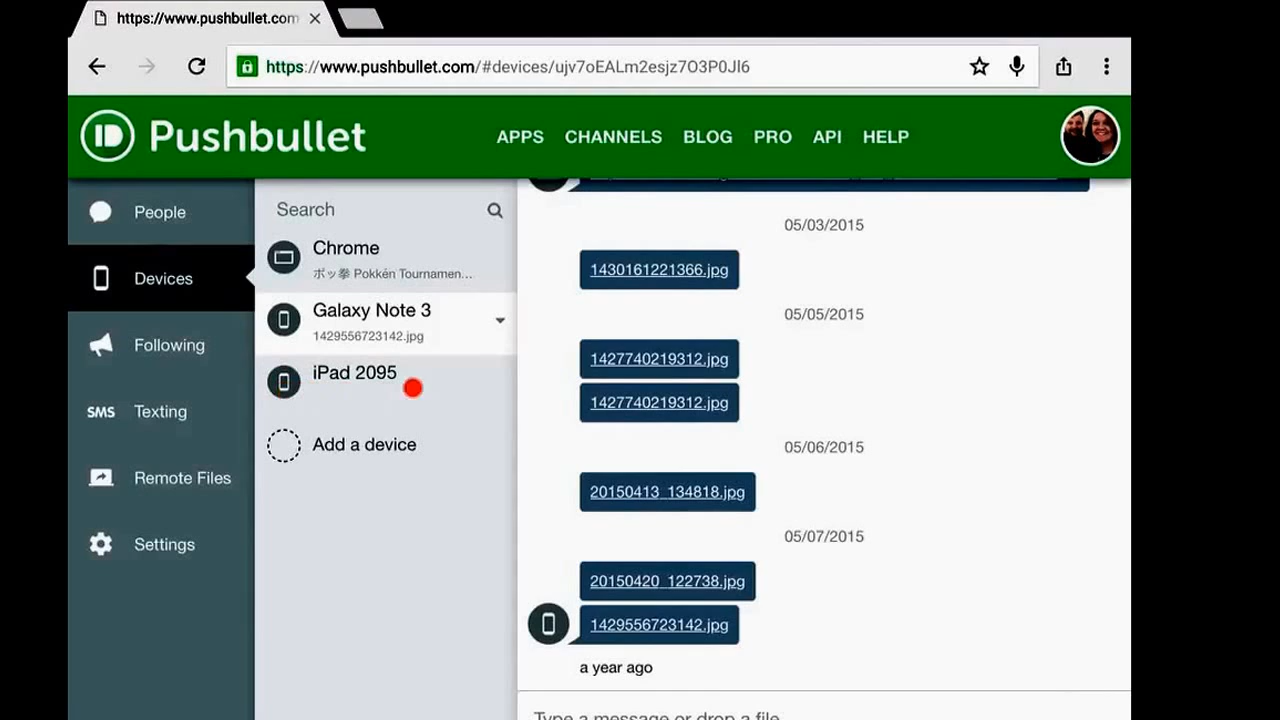 https://www.pushbullet.com
https://www.pushbullet.com/#devices/ujv7oEALm2esjz7O3P0Jl6
Pushbullet
APPS CHANNELS BLOG PRO API HELP
People
Devices
Following
SMS Texting
Remote Files
Settings
Search
Chrome
ポッ拳 Pokkén Tournamen...
Galaxy Note 3
1429556723142.jpg
iPad 2095
Add a device
05/03/2015
1430161221366.jpg
05/05/2015
1427740219312.jpg
1427740219312.jpg
05/06/2015
20150413_134818.jpg
05/07/2015
20150420_122738.jpg
1429556723142.jpg
a year ago
Type a message or drop a file